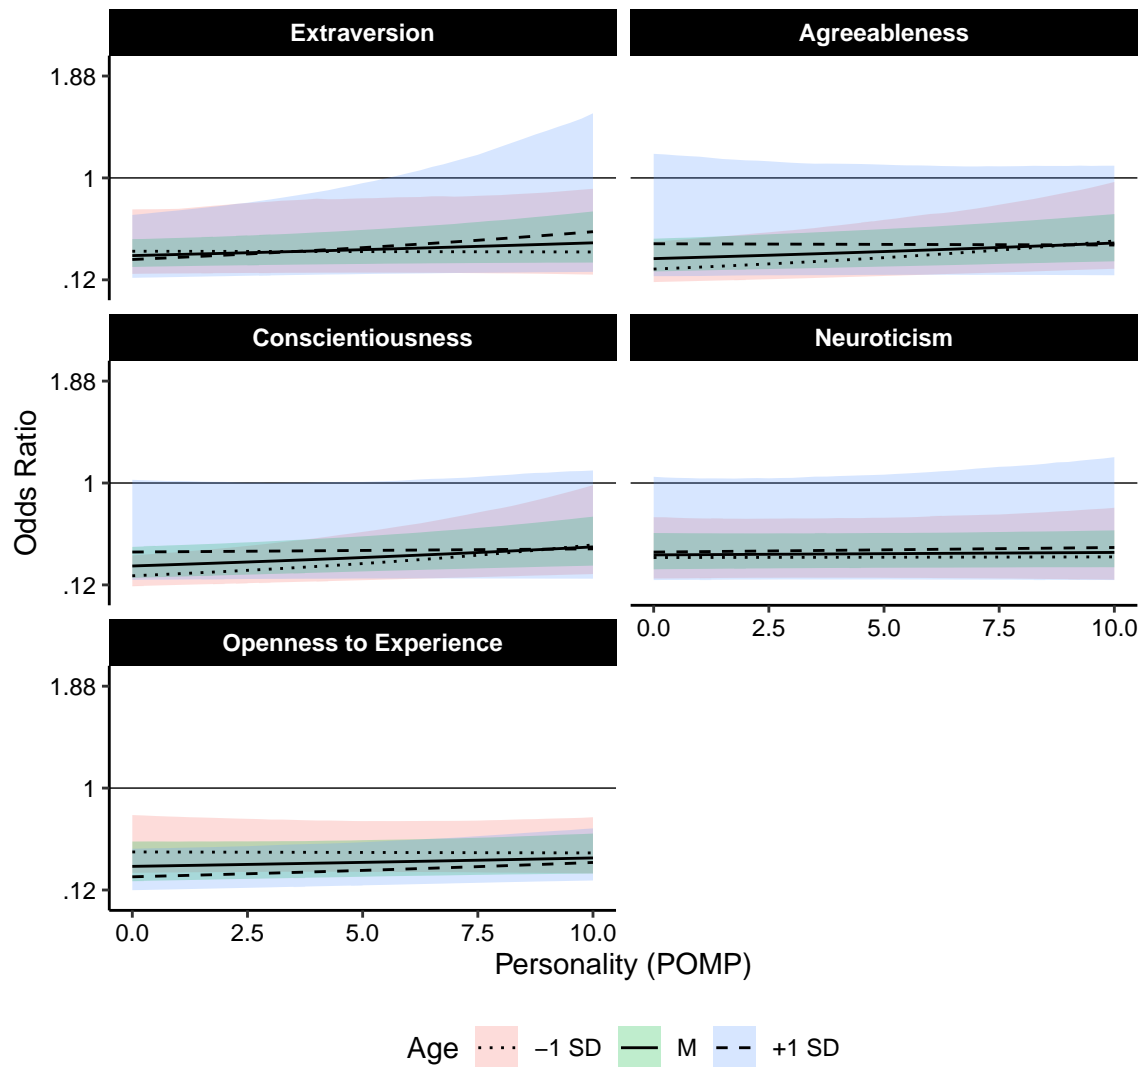 Extraversion
Agreeableness
1.88
1
.12
Conscientiousness
Neuroticism
1.88
1
.12
0.0 2.5 5.0 7.5 10.0
Openness to Experience
1.88
1
.12
0.0 2.5 5.0 7.5 10.0
Odds Ratio
Personality (POMP)
Age −1 SD M +1 SD